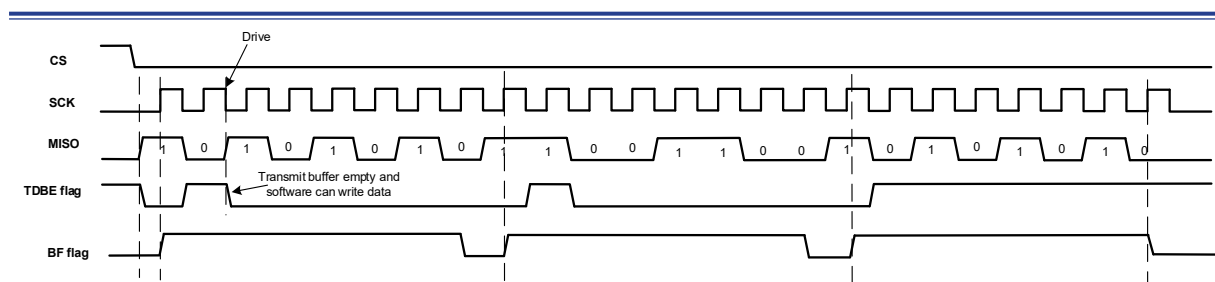 Drive
CS
SCK
MISO
1 0 1 0 1 0 1 0 1 1 0 0 1 1 0 0 1 0 1 0 1 0 1 0
TDBE flag
Transmit buffer empty and
software can write data
BF flag